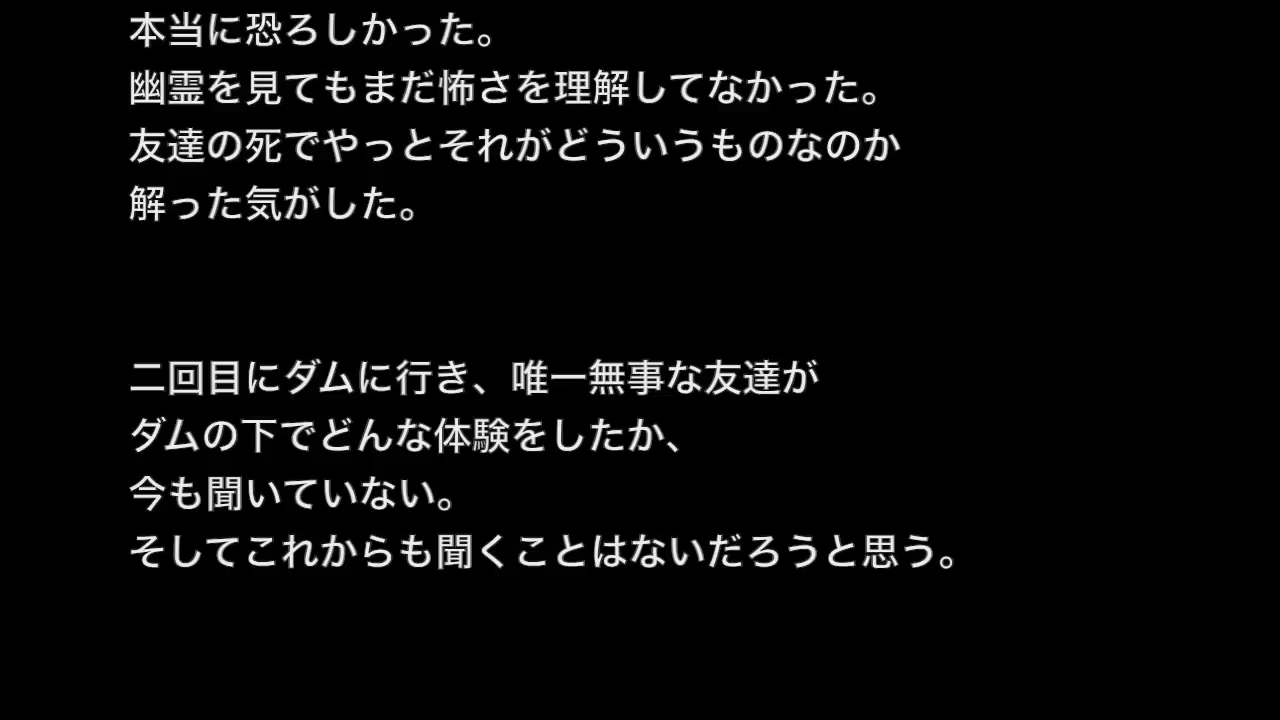 本当に恐ろしかった。
幽霊を見てもまだ怖さを理解してなかった。
友達の死でやっとそれがどういうものなのか
解った気がした。
二回目にダムに行き、唯一無事な友達が
ダムの下でどんな体験をしたか、
今も聞いていない。
そしてこれからも聞くことはないだろうと思う。